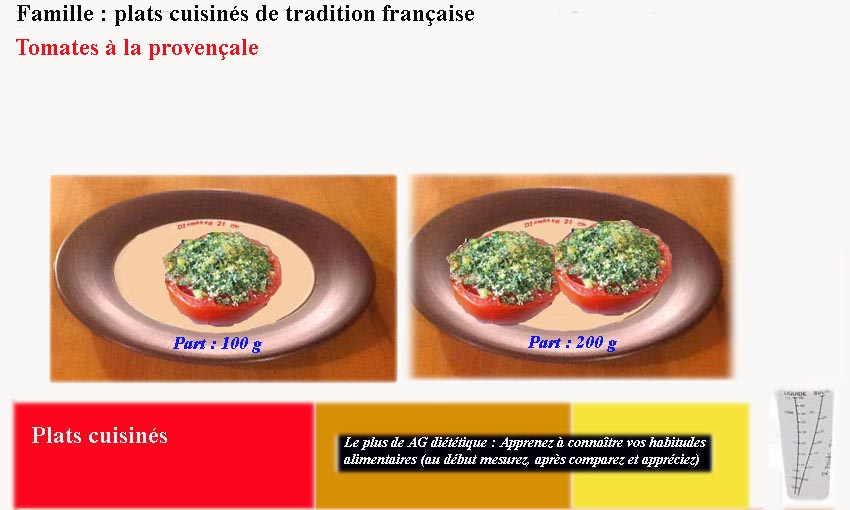 Famille : plats cuisinés de tradition française
Tomates à la provençale
Diamètre 21 cm
Diamètre 21 cm
Part : 100 g
Part : 200 g
Plats cuisinés
Le plus de AG diététique : Apprenez à connaître vos habitudes
alimentaires (au début mesurez, après comparez et appréciez)
LIQUIDE